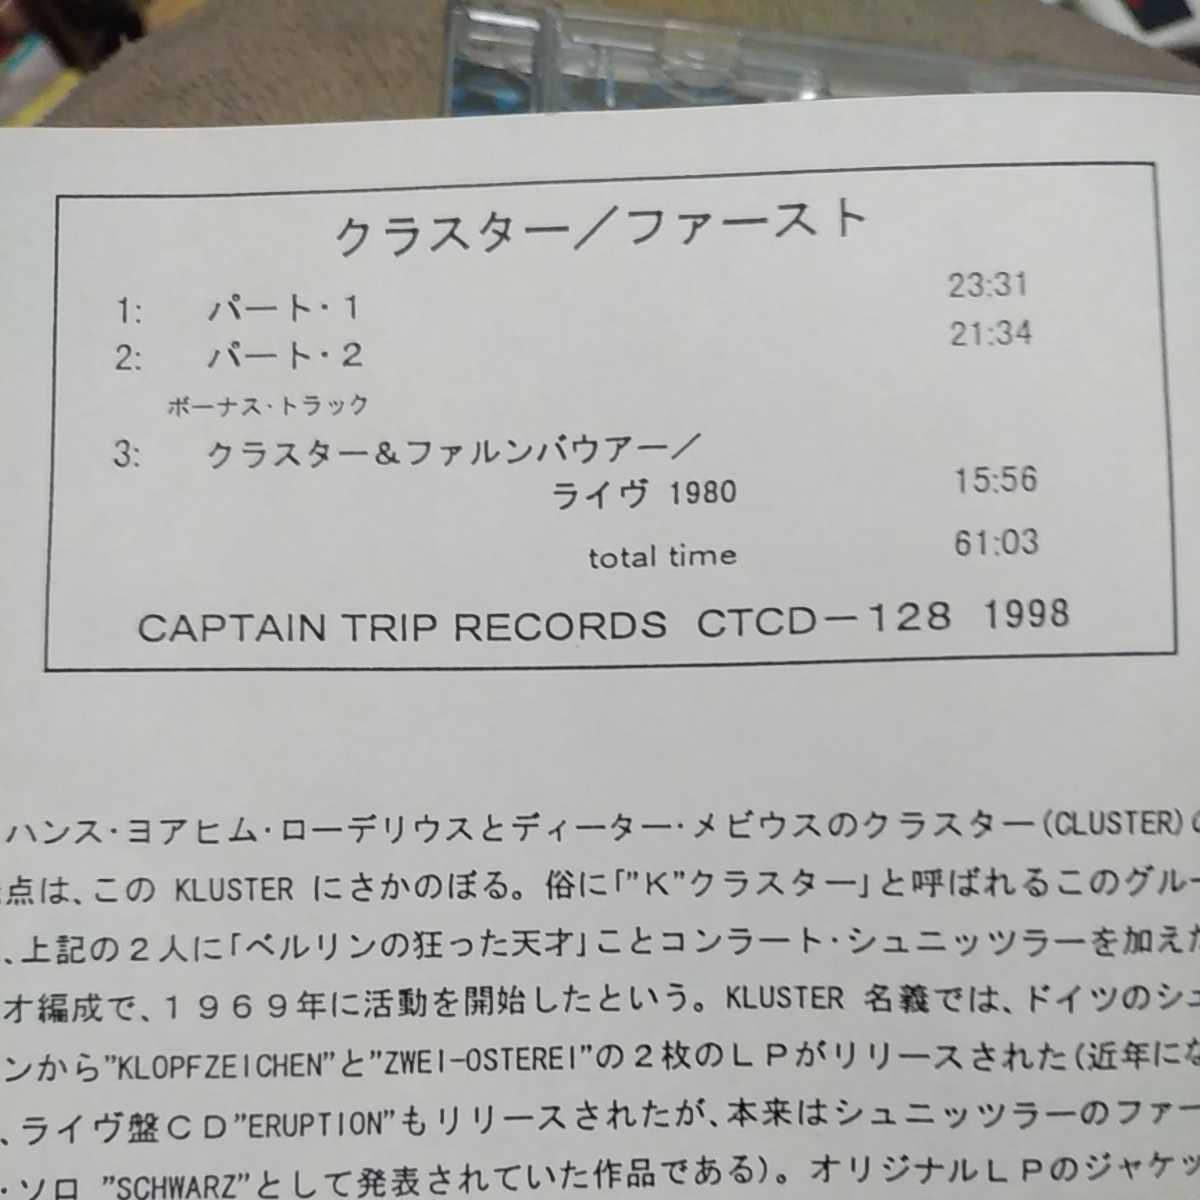 クラスター／ファースト
1: パート・1 23:31
2: パート・2 21:34
ボーナス・トラック
3: クラスター＆ファルンバウアー／
ライヴ 1980 15:56
total time 61:03
CAPTAIN TRIP RECORDS CTCD－128 1998
ハンス・ヨアヒム・ローデリウスとディーター・メビウスのクラスター(CLUSTER)の
点は、この KLUSTER にさかのぼる。俗に「"Ｋ"クラスター」と呼ばれるこのグルー
、上記の２人に「ベルリンの狂った天才」ことコンラート・シュニッツラーを加えた
オ編成で、１９６９年に活動を開始したという。KLUSTER 名義では、ドイツのシュ
ンから"KLOPFZEICHEN"と"ZWEI-OSTEREI"の２枚のＬＰがリリースされた(近年にな
、ライヴ盤ＣＤ"ERUPTION"もリリースされたが、本来はシュニッツラーのファー
・ソロ "SCHWARZ"として発表されていた作品である)。オリジナルＬＰのジャケッ